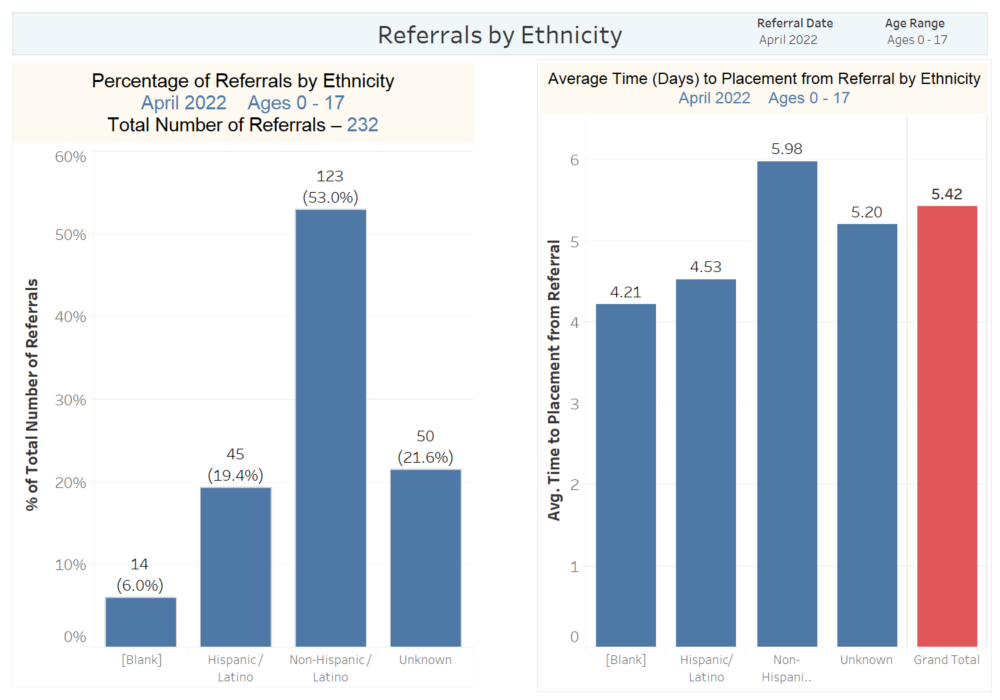 Referrals by Ethnicity
Referral Date
April 2022
Age Range
Ages 0 - 17
Percentage of Referrals by Ethnicity
April 2022 Ages 0 - 17
Total Number of Referrals – 232
% of Total Number of Referrals
60%
50%
40%
30%
20%
10%
0%
14
(6.0%)
45
(19.4%)
123
(53.0%)
50
(21.6%)
[Blank]
Hispanic/
Latino
Non-Hispanic/
Latino
Unknown
Average Time (Days) to Placement from Referral by Ethnicity
April 2022 Ages 0 - 17
Avg. Time to Placement from Referral
6
5
4
3
2
1
0
4.21
4.53
5.98
5.20
5.42
[Blank]
Hispanic/
Latino
Non-
Hispani..
Unknown
Grand Total